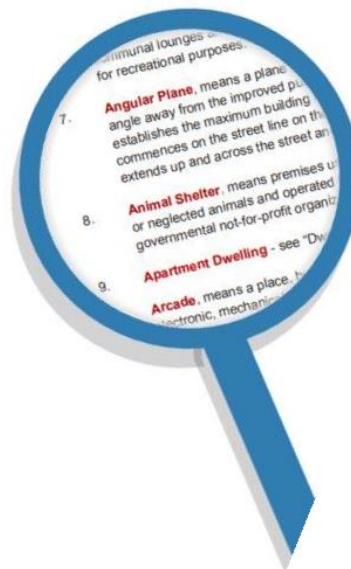 mmunal lounges
for recreational purposes.
7. Angular Plane, means a plane
angle away from the improved pu
establishes the maximum building
commences on the street line on th
extends up and across the street an
8. Animal Shelter, means premises u
or neglected animals and operated
governmental not-for-profit organiz
9. Apartment Dwelling - see "Dw
Arcade, means a place, b
electronic, mechani